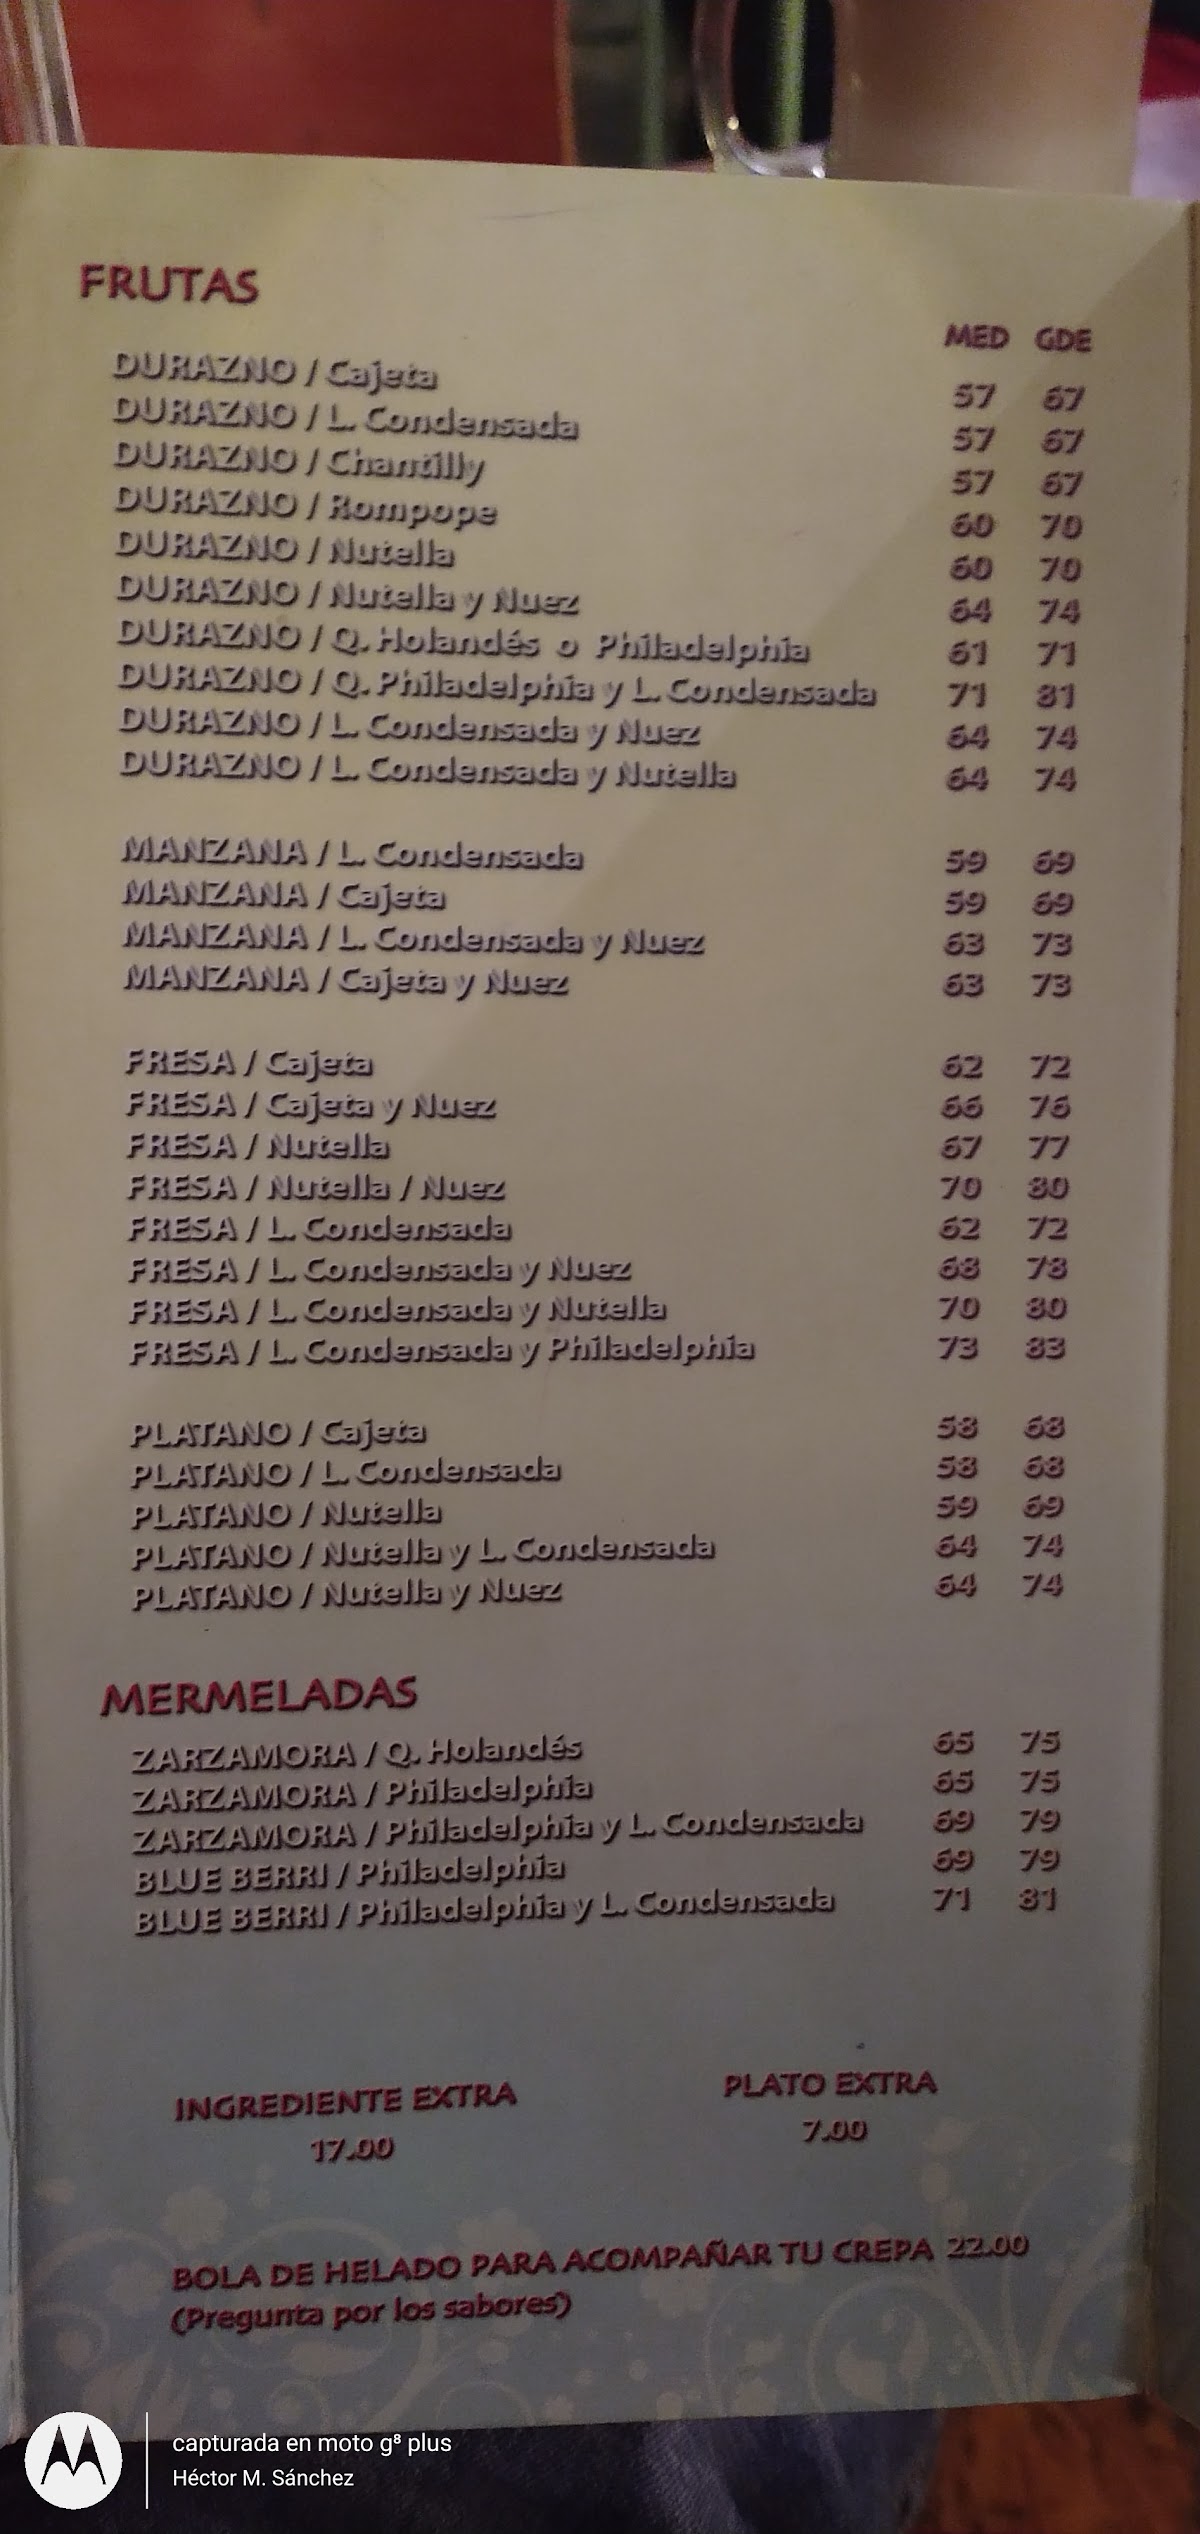 FRUTAS
MED GDE
DURAZNO / Cajeta 57 67
DURAZNO / L. Condensada 57 67
DURAZNO / Chantilly 57 67
DURAZNO / Rompope 60 70
DURAZNO / Nutella 60 70
DURAZNO / Nutella y Nuez 64 74
DURAZNO / Q. Holandés o Philadelphia 61 71
DURAZNO / Q. Philadelphia y L. Condensada 71 81
DURAZNO / L. Condensada y Nuez 64 74
DURAZNO / L. Condensada y Nutella 64 74
MANZANA / L. Condensada 59 69
MANZANA / Cajeta 59 69
MANZANA / L. Condensada y Nuez 63 73
MANZANA / Cajeta y Nuez 63 73
FRESA / Cajeta 62 72
FRESA / Cajeta y Nuez 66 76
FRESA / Nutella 67 77
FRESA / Nutella / Nuez 70 80
FRESA / L. Condensada 62 72
FRESA / L. Condensada y Nuez 68 78
FRESA / L. Condensada y Nutella 70 80
FRESA / L. Condensada y Philadelphia 73 83
PLATANO / Cajeta 58 68
PLATANO / L. Condensada 58 68
PLATANO / Nutella 59 69
PLATANO / Nutella y L. Condensada 64 74
PLATANO / Nutella y Nuez 64 74
MERMELADAS
ZARZAMORA / Q. Holandés 65 75
ZARZAMORA / Philadelphia 65 75
ZARZAMORA / Philadelphia y L. Condensada 69 79
BLUE BERRI / Philadelphia 69 79
BLUE BERRI / Philadelphia y L. Condensada 71 81
INGREDIENTE EXTRA
17.00
PLATO EXTRA
7.00
BOLA DE HELADO PARA ACOMPAÑAR TU CREPA 22.00
(Pregunta por los sabores)
capturada en moto g⁸ plus
Héctor M. Sánchez